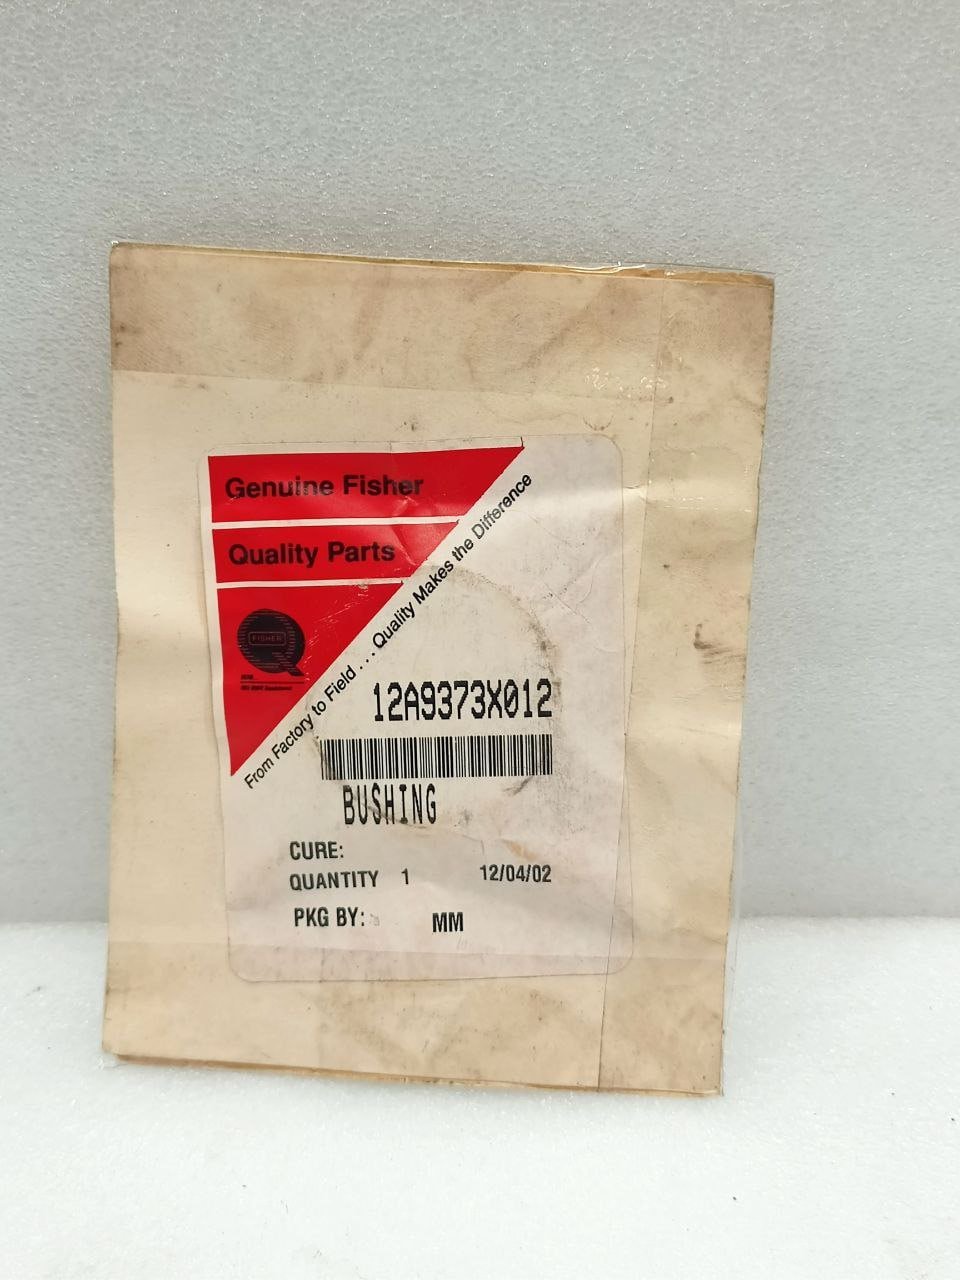 Genuine Fisher
Quality Parts
FISHER
From Factory to Field ... Quality Makes the Difference
12A9373X012
BUSHING
CURE:
QUANTITY 1 12/04/02
PKG BY: MM